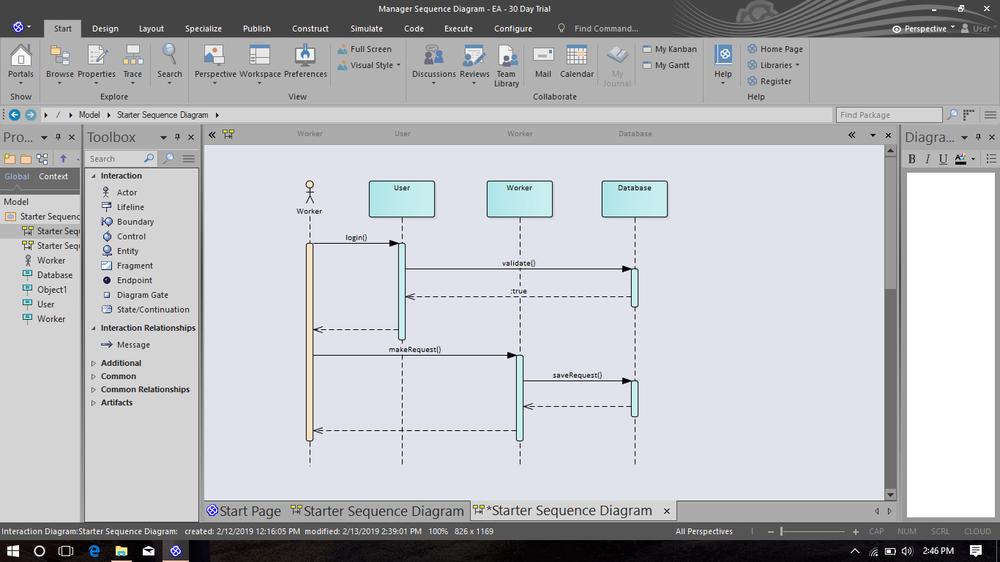 Manager Sequence Diagram - EA - 30 Day Trial
Start Design Layout Specialize Publish Construct Simulate Code Execute Configure Find Command... Perspective User
Portals Browse Properties Trace Search Perspective Workspace Preferences Full Screen Visual Style Discussions Reviews Team Library Mail Calendar My Journal My Kanban My Gantt Help Home Page Libraries Register
Show Explore View Collaborate Help
/ Model Starter Sequence Diagram Find Package
Pro...
Global Context
Model
Starter Sequenc
Starter Seq
Starter Seq
Worker
Database
Object1
User
Worker
Toolbox
Search
Interaction
Actor
Lifeline
Boundary
Control
Entity
Fragment
Endpoint
Diagram Gate
State/Continuation
Interaction Relationships
Message
Additional
Common
Common Relationships
Artifacts
Worker User Worker Database
User Worker Database
Worker
login()
validate()
:true
makeRequest()
saveRequest()
Diagra...
B I U A
Start Page Starter Sequence Diagram *Starter Sequence Diagram
Interaction Diagram:Starter Sequence Diagram: created: 2/12/2019 12:16:05 PM modified: 2/13/2019 2:39:01 PM 100% 826 x 1169 All Perspectives CAP NUM SCRL CLOUD
2:46 PM